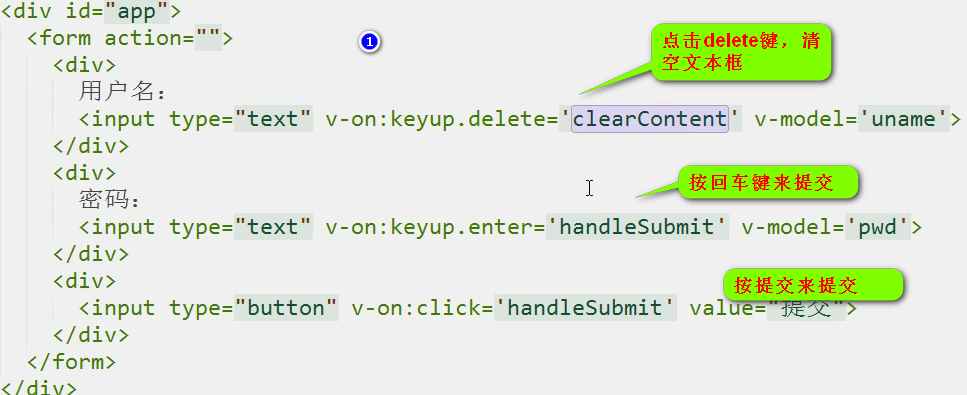 <div id="app">
<form action="">
1
<div>
点击delete键，清
空文本框
用户名：
<input type="text" v-on:keyup.delete='clearContent' v-model='uname'>
</div>
<div>
按回车键来提交
密码：
<input type="text" v-on:keyup.enter='handleSubmit' v-model='pwd'>
</div>
<div>
按提交来提交
<input type="button" v-on:click='handleSubmit' value="提交">
</div>
</form>
</div>